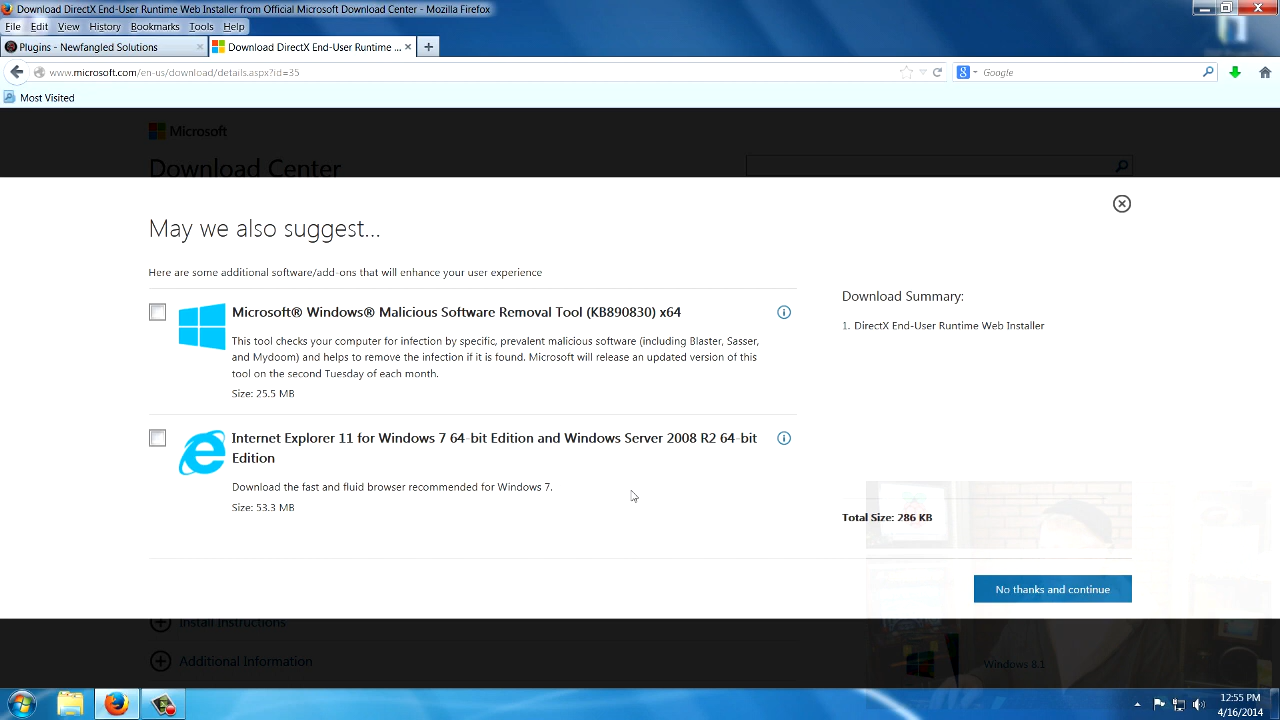 Download DirectX End-User Runtime Web Installer from Official Microsoft Download Center - Mozilla Firefox
File Edit View History Bookmarks Tools Help
Plugins - Newfangled Solutions × Download DirectX End-User Runtime ... ×
www.microsoft.com/en-us/download/details.aspx?id=35 Google
Most Visited
Microsoft
Download Center
May we also suggest...
Here are some additional software/add-ons that will enhance your user experience
Microsoft® Windows® Malicious Software Removal Tool (KB890830) x64
This tool checks your computer for infection by specific, prevalent malicious software (including Blaster, Sasser,
and Mydoom) and helps to remove the infection if it is found. Microsoft will release an updated version of this
tool on the second Tuesday of each month.
Size: 25.5 MB
Internet Explorer 11 for Windows 7 64-bit Edition and Windows Server 2008 R2 64-bit
Edition
Download the fast and fluid browser recommended for Windows 7.
Size: 53.3 MB
Download Summary:
1. DirectX End-User Runtime Web Installer
Total Size: 286 KB
No thanks and continue
Install Instructions
Additional Information
Windows 8.1
12:55 PM
4/16/2014